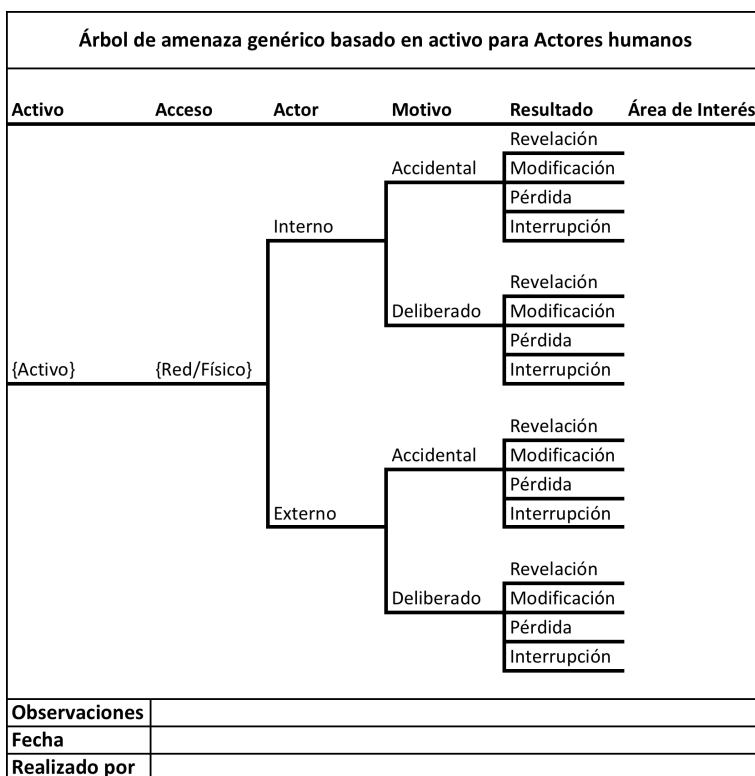 Árbol de amenaza genérico basado en activo para Actores humanos
Activo Acceso Actor Motivo Resultado Área de Interés
Revelación
Accidental Modificación
Pérdida
Interno Interrupción
Revelación
Deliberado Modificación
Pérdida
{Activo} {Red/Físico} Interrupción
Revelación
Accidental Modificación
Pérdida
Externo Interrupción
Revelación
Deliberado Modificación
Pérdida
Interrupción
Observaciones
Fecha
Realizado por